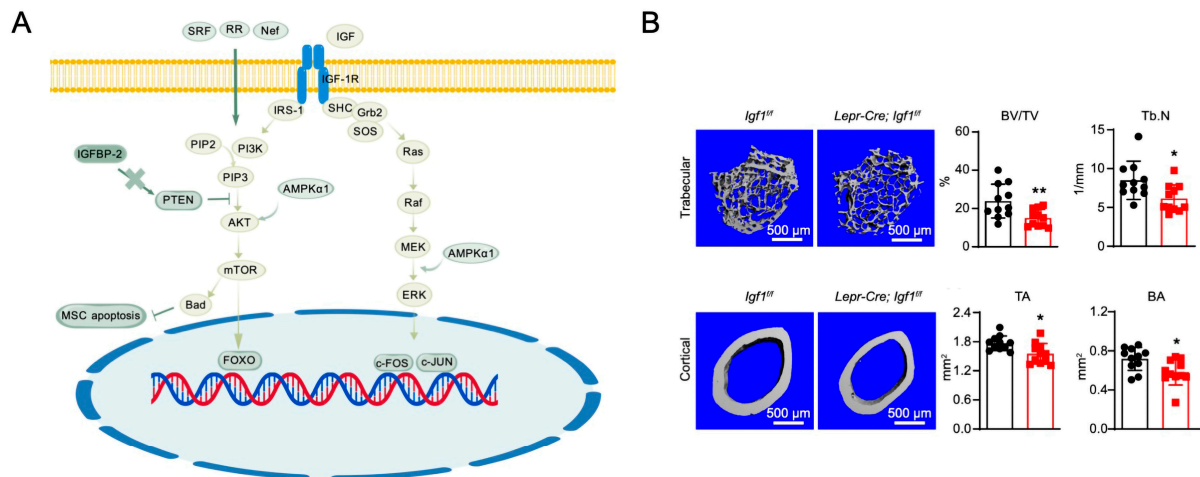 A
SRF
RR
Nef
IGF
IGF-1R
IRS-1
SHC
Grb2
SOS
PIP2
PI3K
Ras
IGFBP-2
PIP3
PTEN
AMPKα1
Raf
AKT
MEK
AMPKα1
mTOR
ERK
Bad
MSC apoptosis
FOXO
c-FOS
c-JUN
B
Igf1f/f
Lepr-Cre; Igf1f/f
BV/TV
Tb.N
Trabecular
500 μm
500 μm
%
60
40
20
0
**
1/mm
15
10
5
0
*
Igf1f/f
Lepr-Cre; Igf1f/f
TA
BA
Cortical
500 μm
500 μm
mm²
2.4
1.8
1.2
0.6
0.0
*
mm²
1.2
0.8
0.4
0.0
*